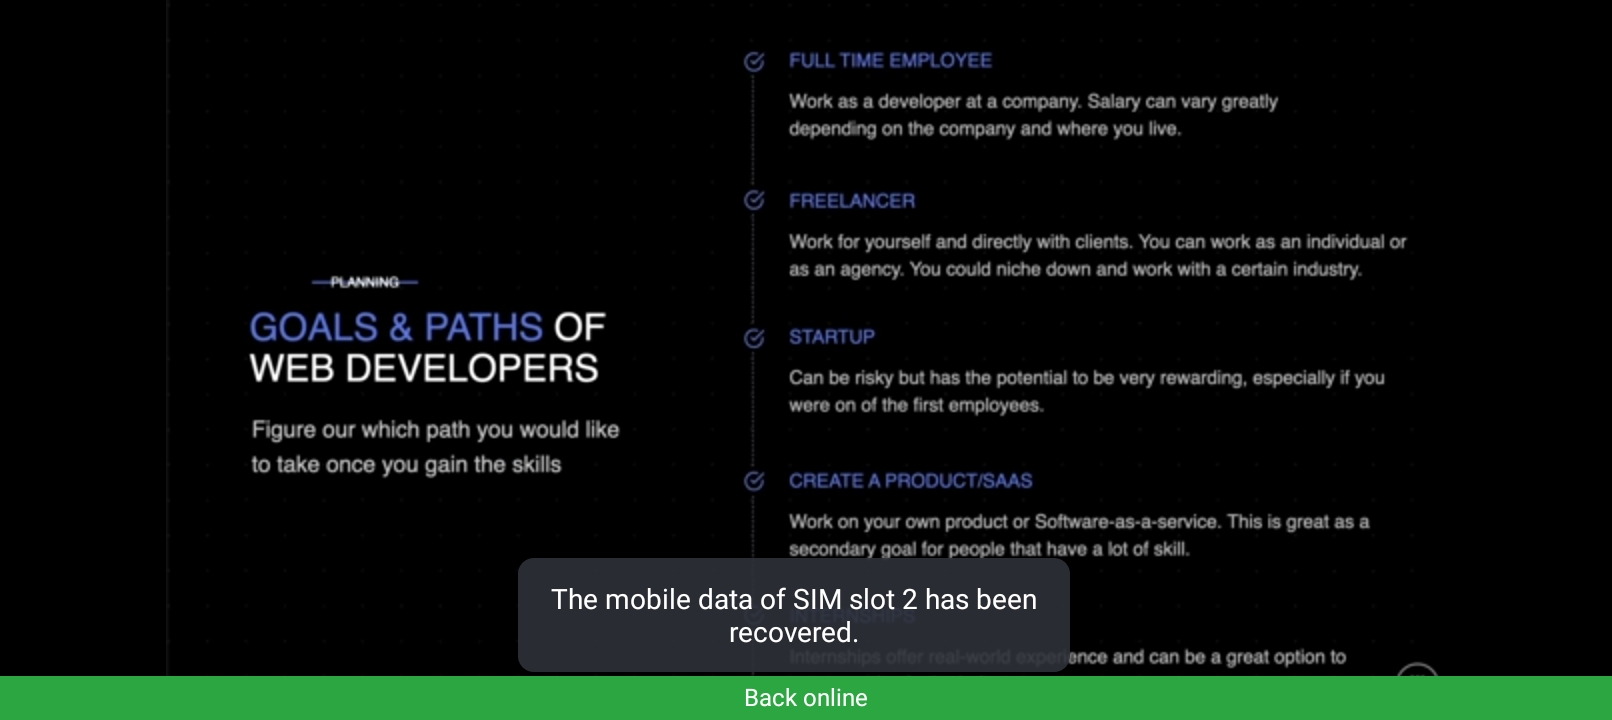 PLANNING
GOALS & PATHS OF
WEB DEVELOPERS
Figure our which path you would like
to take once you gain the skills
FULL TIME EMPLOYEE
Work as a developer at a company. Salary can vary greatly
depending on the company and where you live.
FREELANCER
Work for yourself and directly with clients. You can work as an individual or
as an agency. You could niche down and work with a certain industry.
STARTUP
Can be risky but has the potential to be very rewarding, especially if you
were on of the first employees.
CREATE A PRODUCT/SAAS
Work on your own product or Software-as-a-service. This is great as a
secondary goal for people that have a lot of skill.
INTERNSHIPS
Internships offer real-world experience and can be a great option to
The mobile data of SIM slot 2 has been
recovered.
Back online